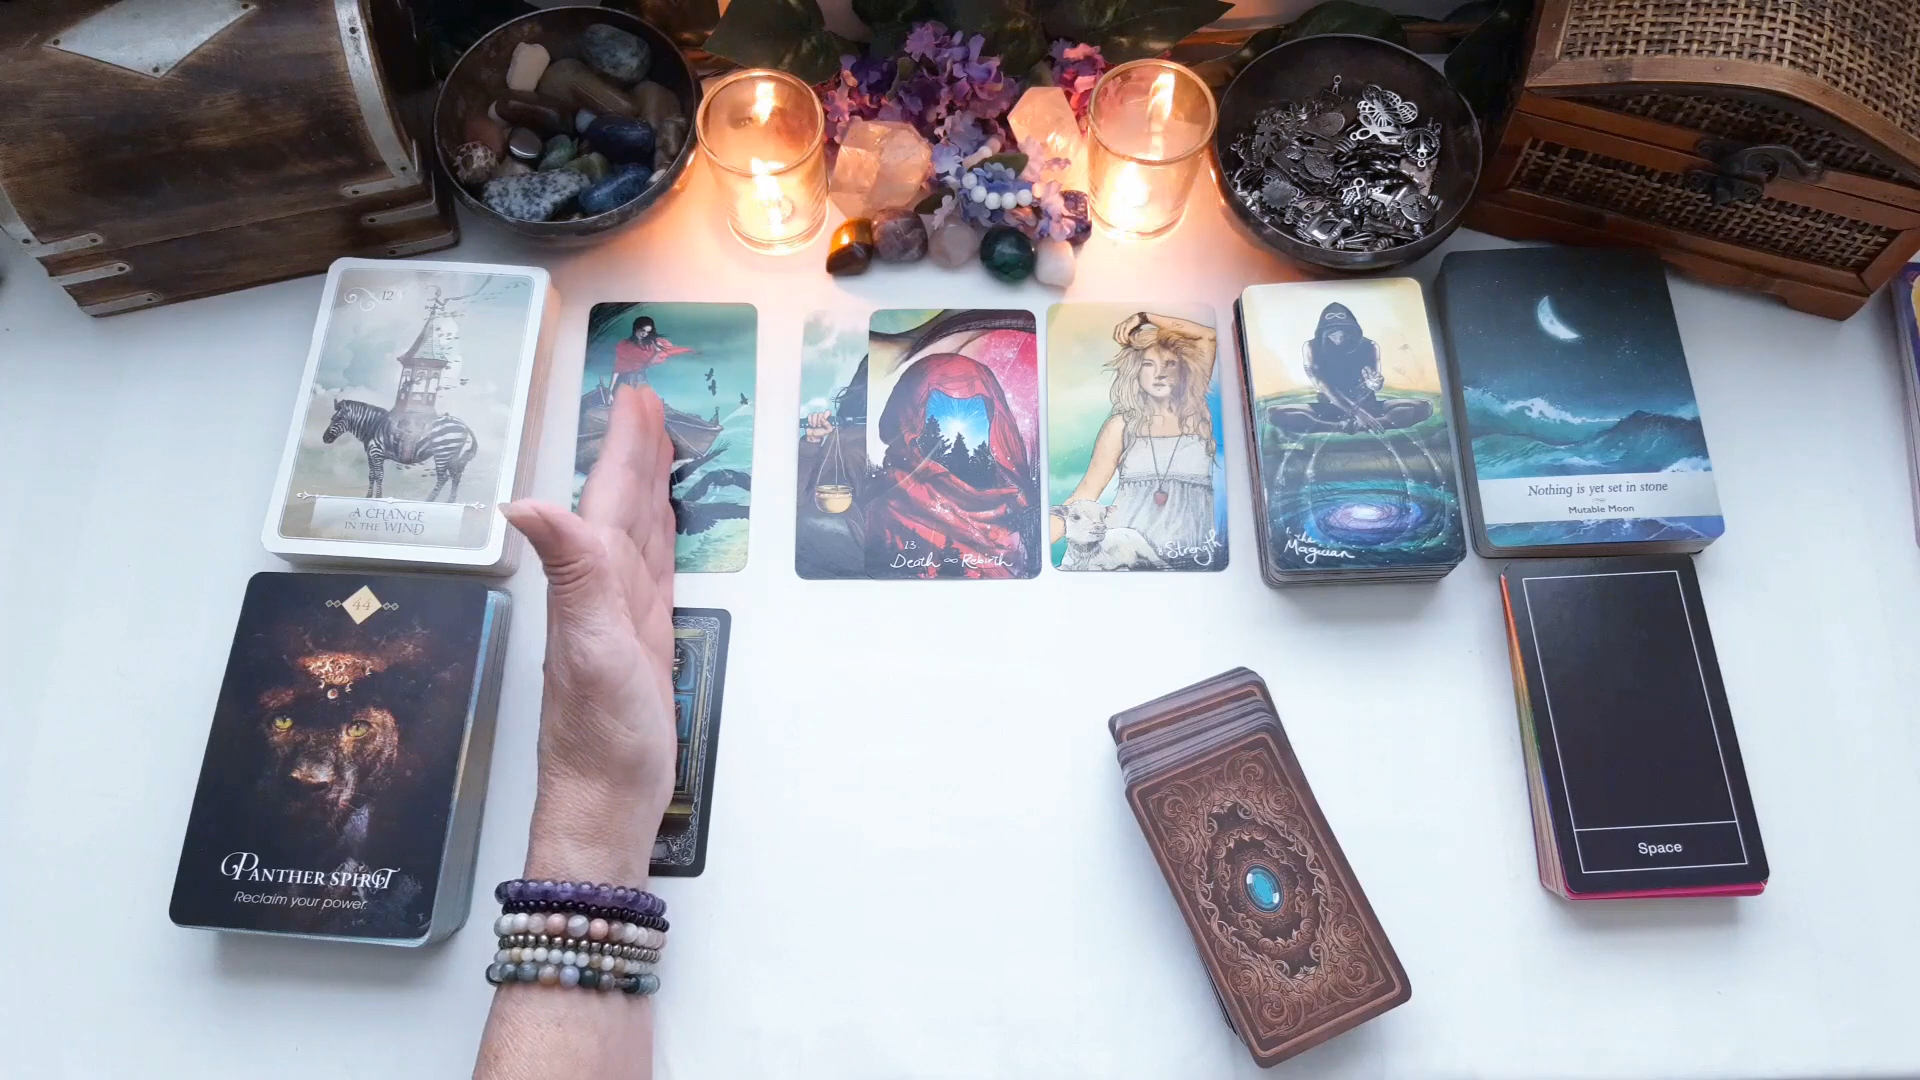 12
A CHANGE
IN THE WIND
13.
Death ∞ Rebirth
8 Strength
1. the
Magician
Nothing is yet set in stone
Mutable Moon
44
PANTHER SPIRIT
Reclaim your power.
Space